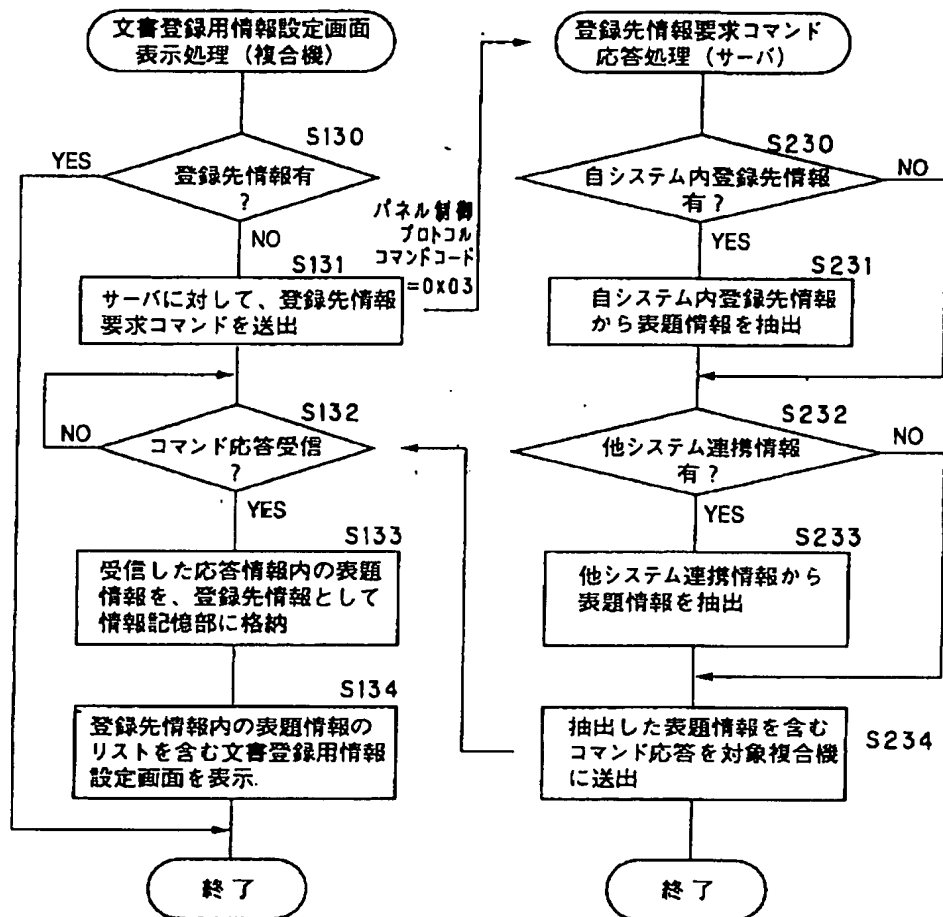 文書登録用情報設定画面
表示処理（複合機）
S130
YES
登録先情報有
？
NO
S131
サーバに対して、登録先情報
要求コマンドを送出
パネル制御
プロトコル
コマンドコード
=0x03
S132
NO
コマンド応答受信
？
YES
S133
受信した応答情報内の表題
情報を、登録先情報として
情報記憶部に格納
S134
登録先情報内の表題情報の
リストを含む文書登録用情報
設定画面を表示.
終了
登録先情報要求コマンド
応答処理（サーバ）
S230
NO
自システム内登録先情報
有？
YES
S231
自システム内登録先情報
から表題情報を抽出
S232
NO
他システム連携情報
有？
YES
S233
他システム連携情報から
表題情報を抽出
抽出した表題情報を含む
コマンド応答を対象複合機
に送出
S234
終了